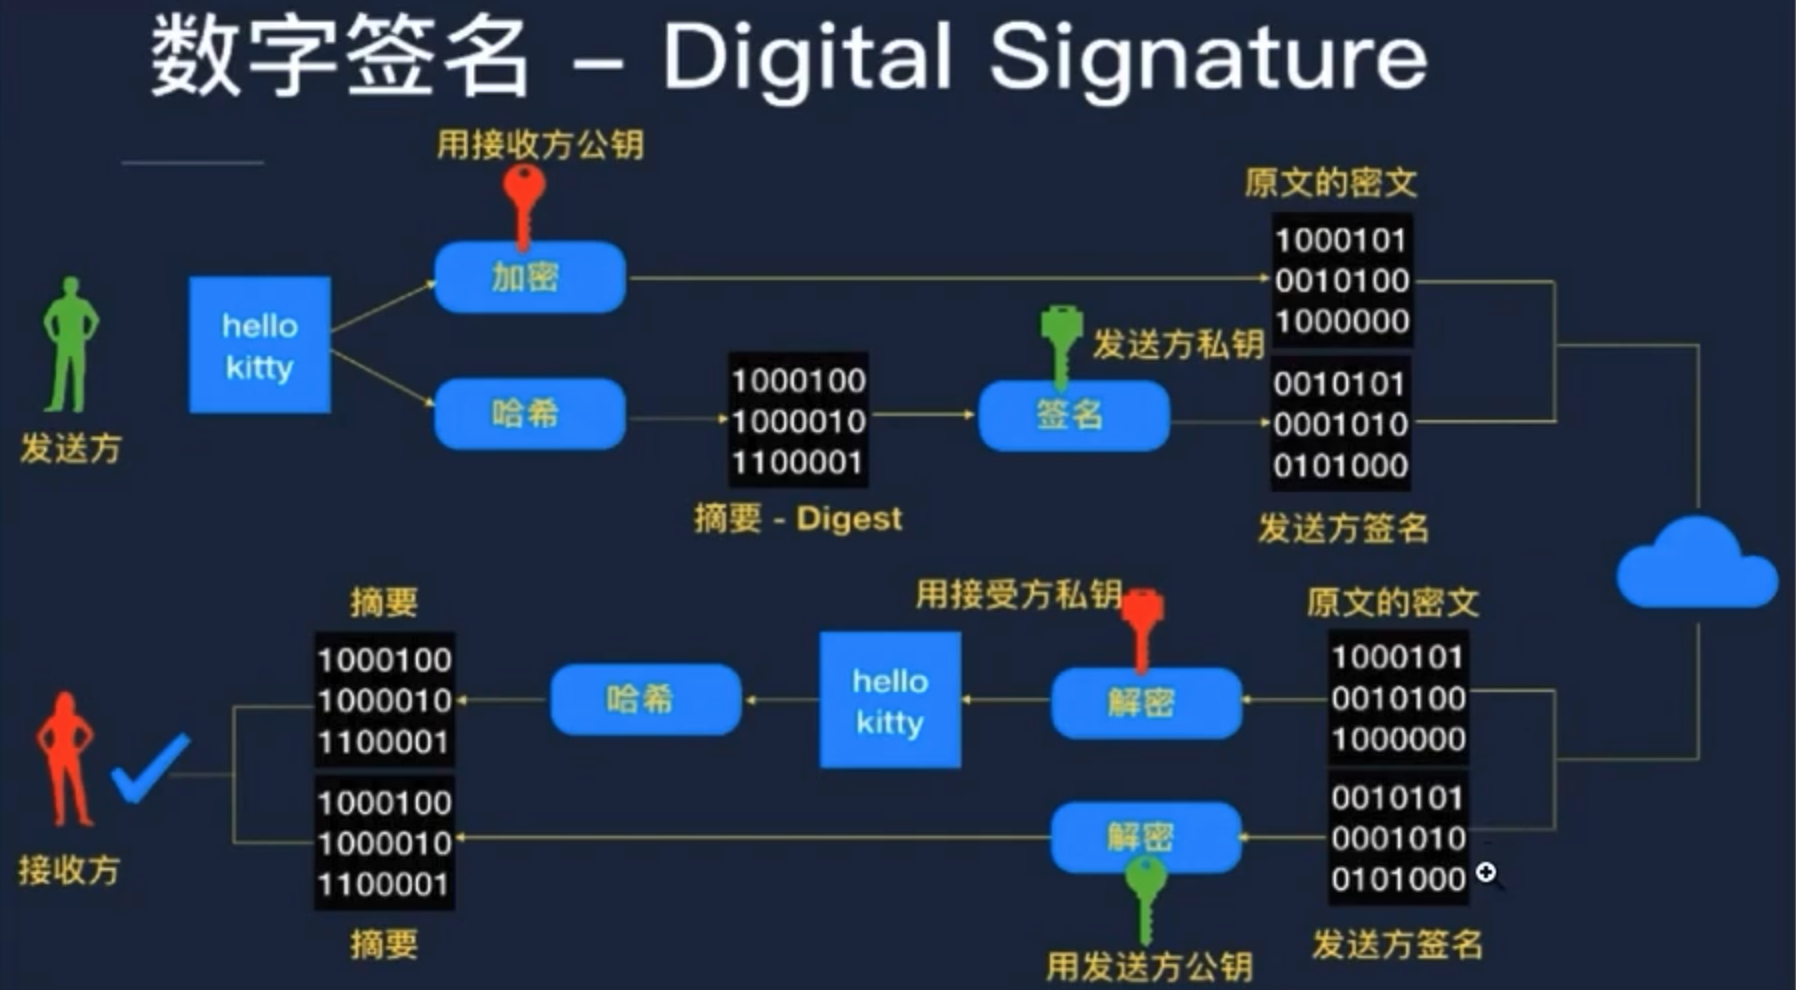 数字签名 – Digital Signature
用接收方公钥
原文的密文
加密
1000101
0010100
1000000
hello
kitty
发送方私钥
哈希
1000100
1000010
1100001
签名
0010101
0001010
0101000
发送方
摘要 - Digest
发送方签名
摘要
用接受方私钥
原文的密文
1000100
1000010
1100001
哈希
hello
kitty
解密
1000101
0010100
1000000
1000100
1000010
1100001
解密
0010101
0001010
0101000
接收方
摘要
用发送方公钥
发送方签名